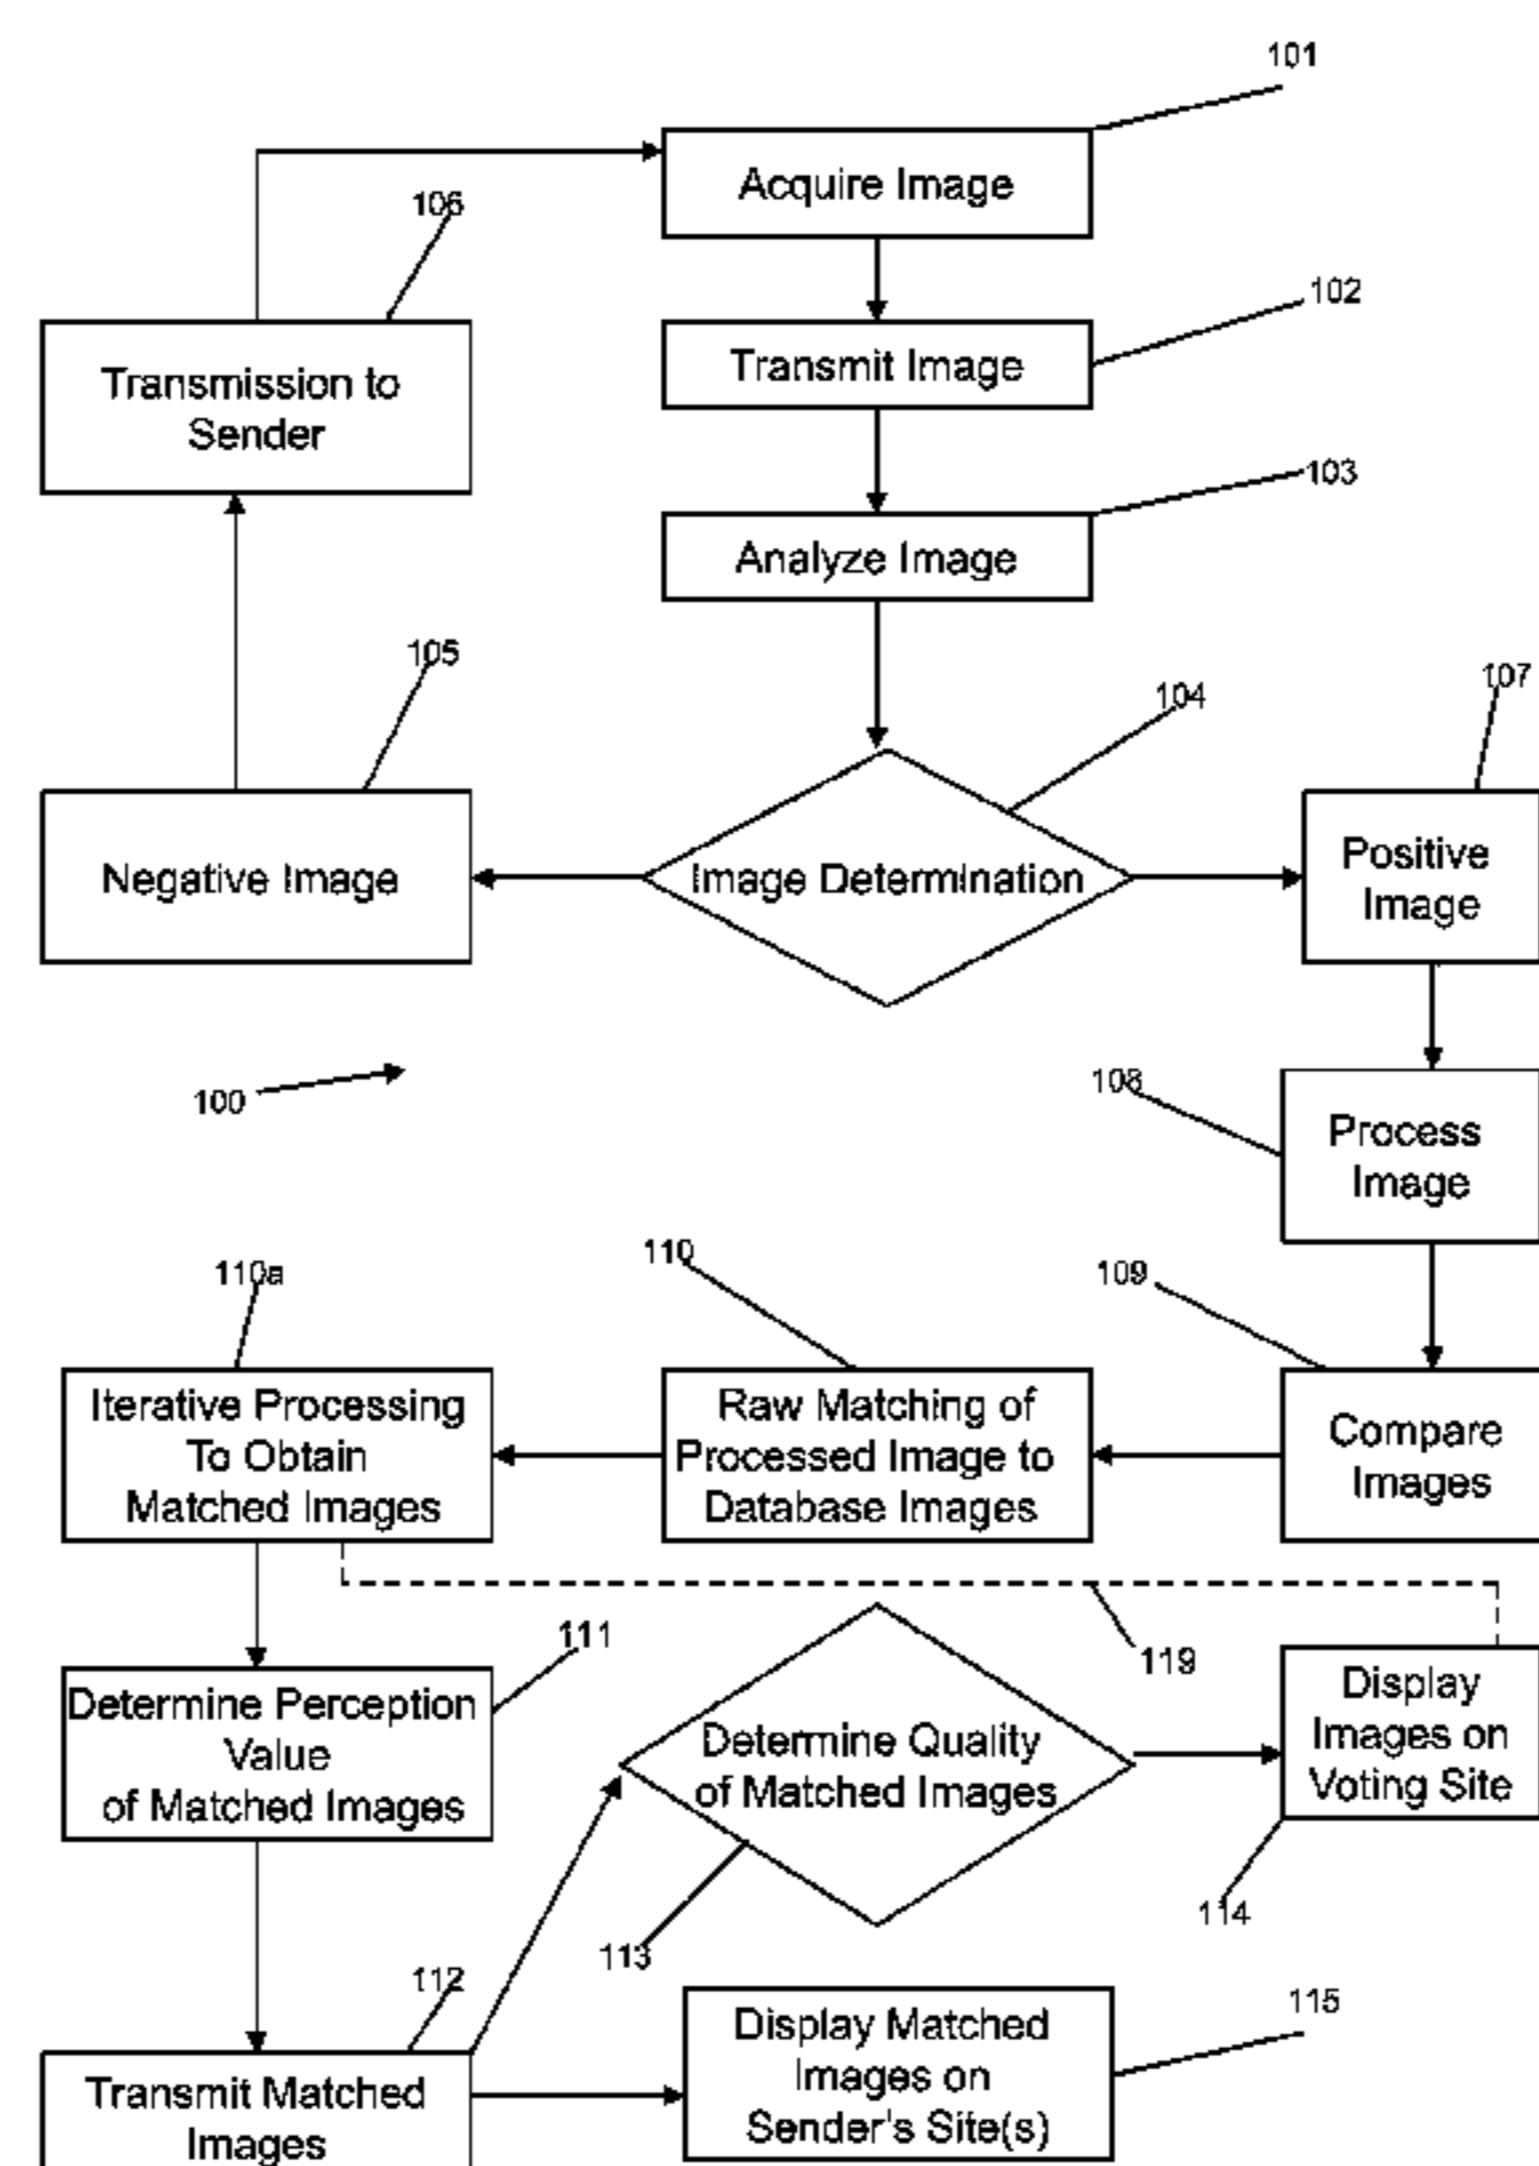 101
Acquire Image
106
102
Transmit Image
Transmission to
Sender
103
Analyze Image
105
104
107
Negative Image
Image Determination
Positive
Image
100
108
Process
Image
110a
110
109
Iterative Processing
To Obtain
Matched Images
Raw Matching of
Processed Image to
Database Images
Compare
Images
111
119
Determine Perception
Value
of Matched Images
Determine Quality
of Matched Images
Display
Images on
Voting Site
114
113
112
115
Transmit Matched
Images
Display Matched
Images on
Sender's Site(s)